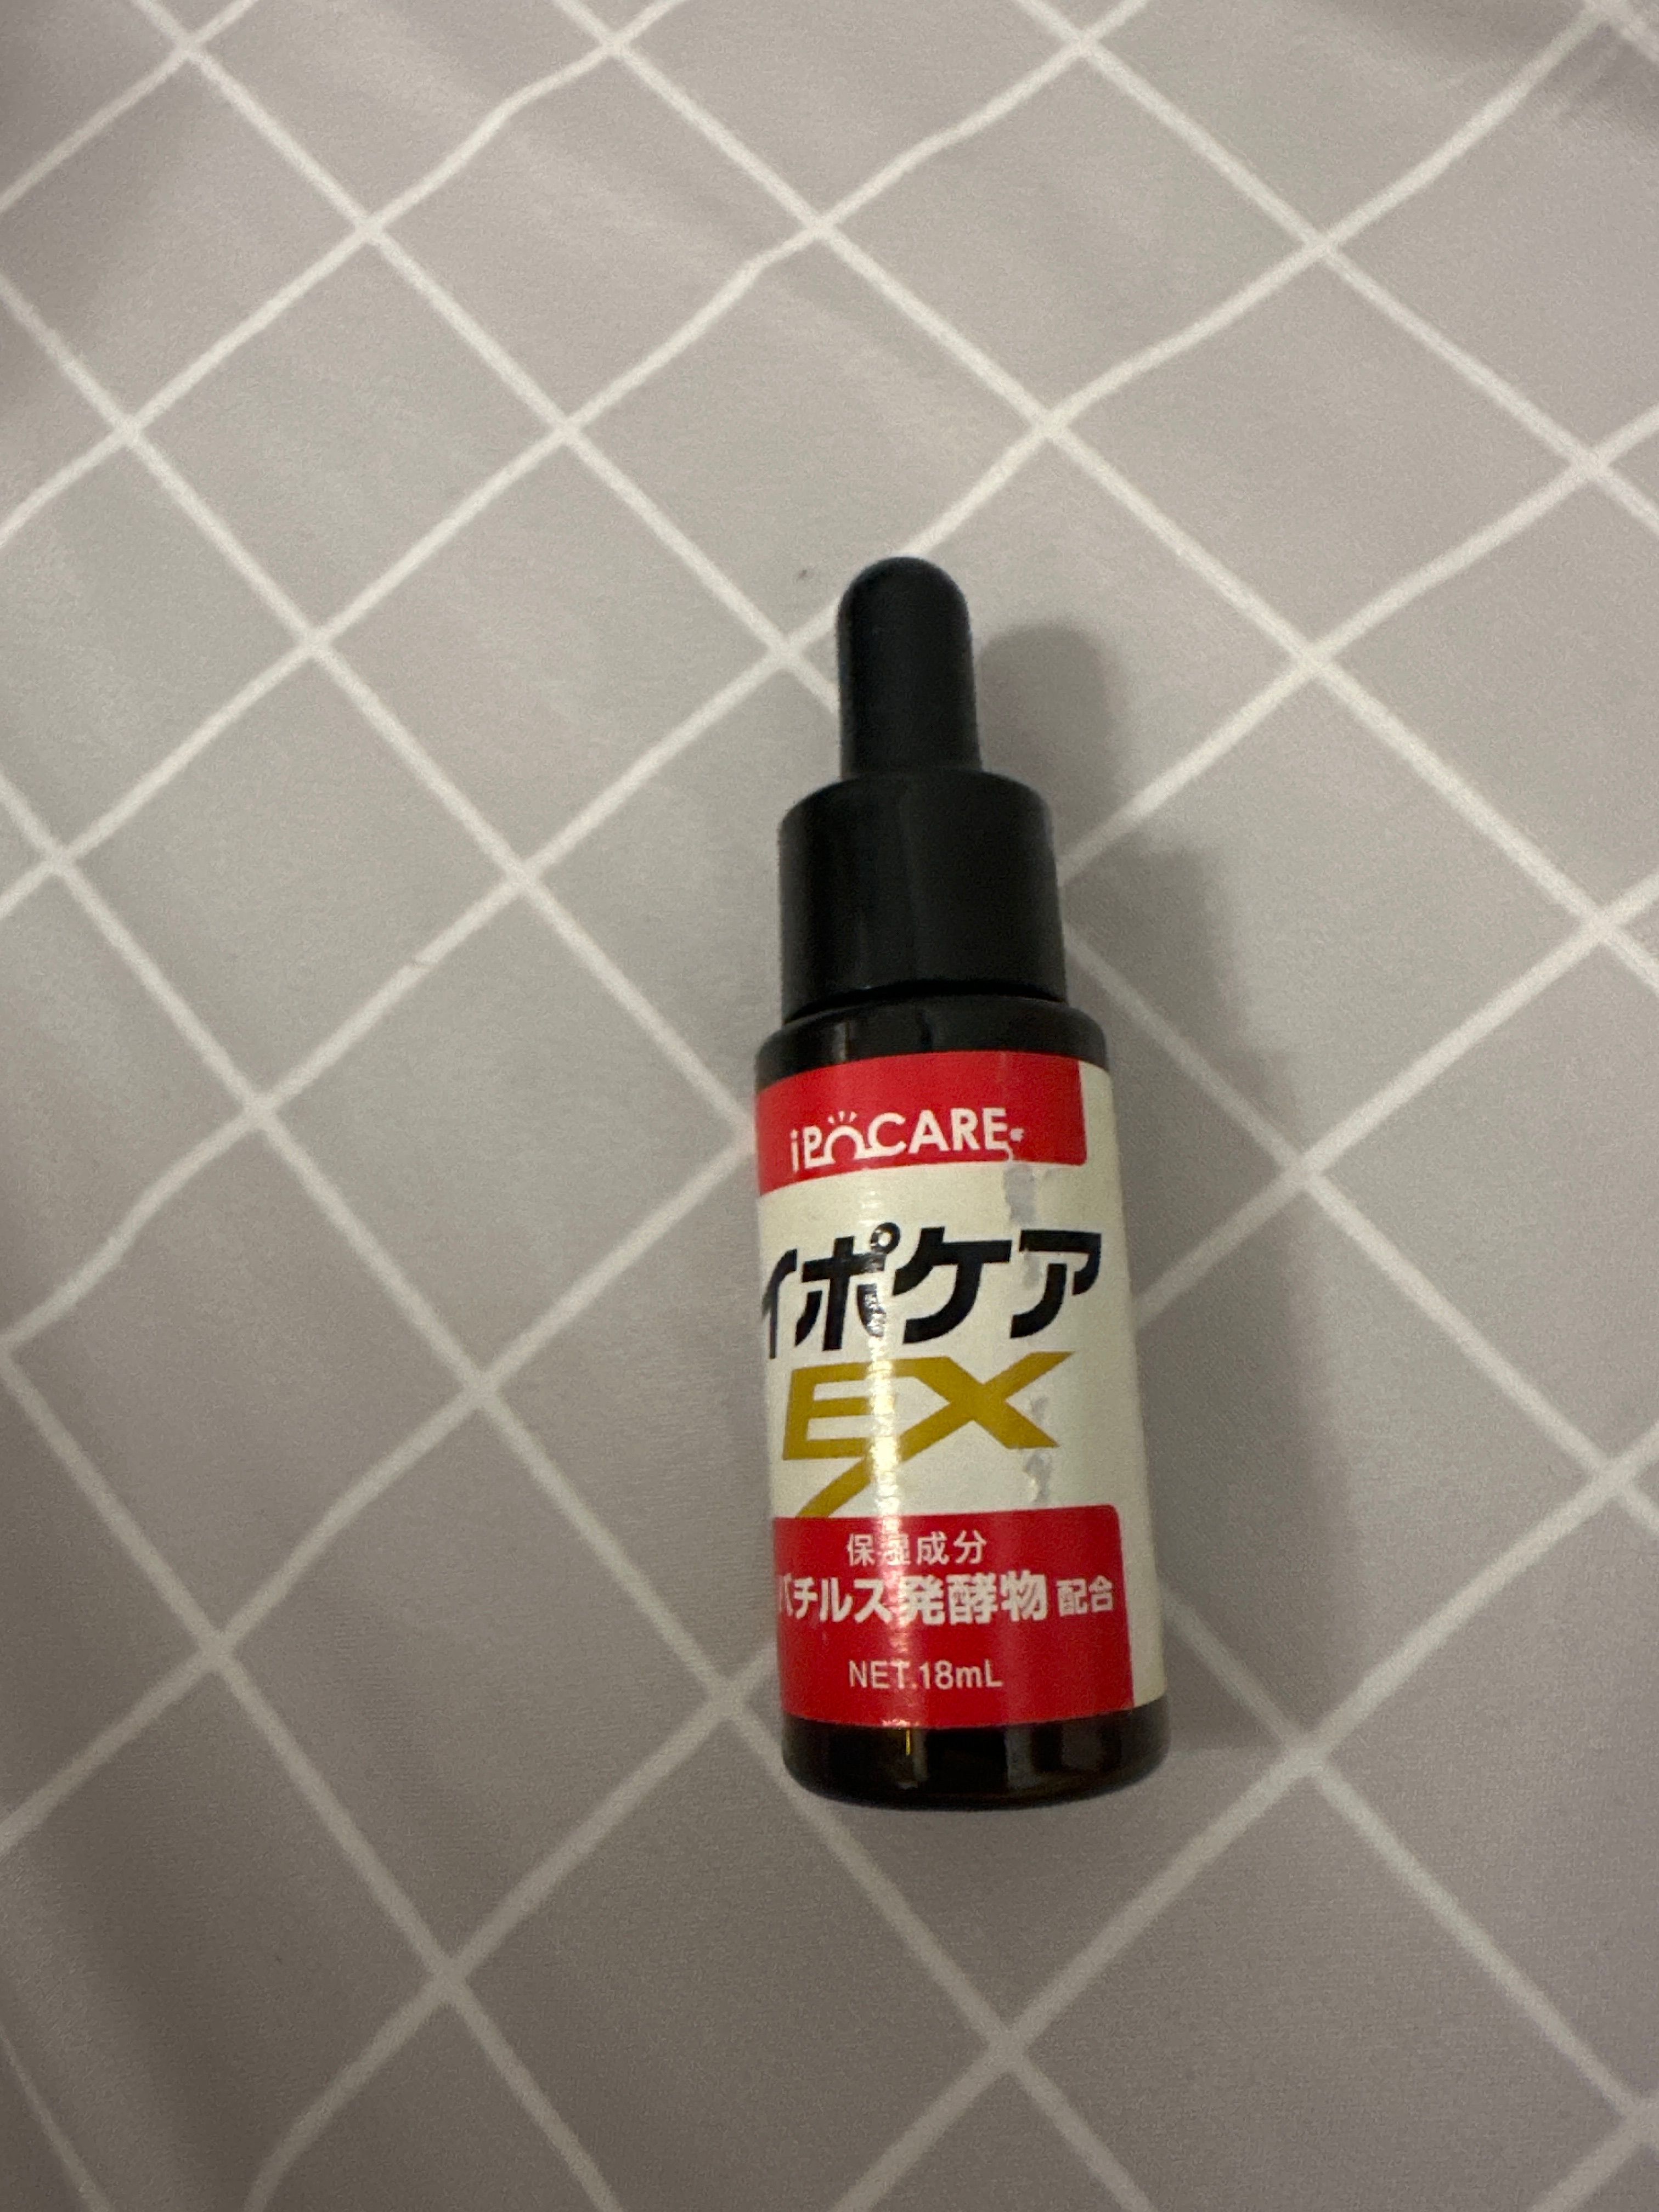 iPOCARE
イポケア
EX
保湿成分
バチルス発酵物 配合
NET.18mL